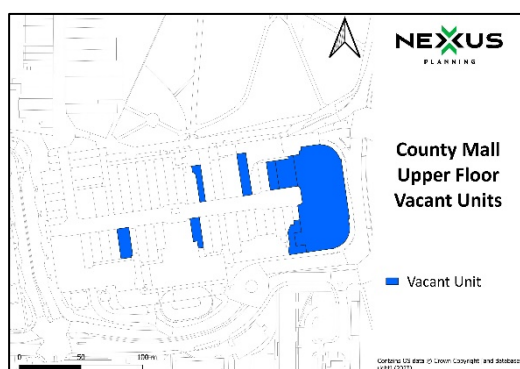 NEXUS
PLANNING
County Mall
Upper Floor
Vacant Units
Vacant Unit
0 50 100 m
Contains OS data © Crown Copyright and database
right